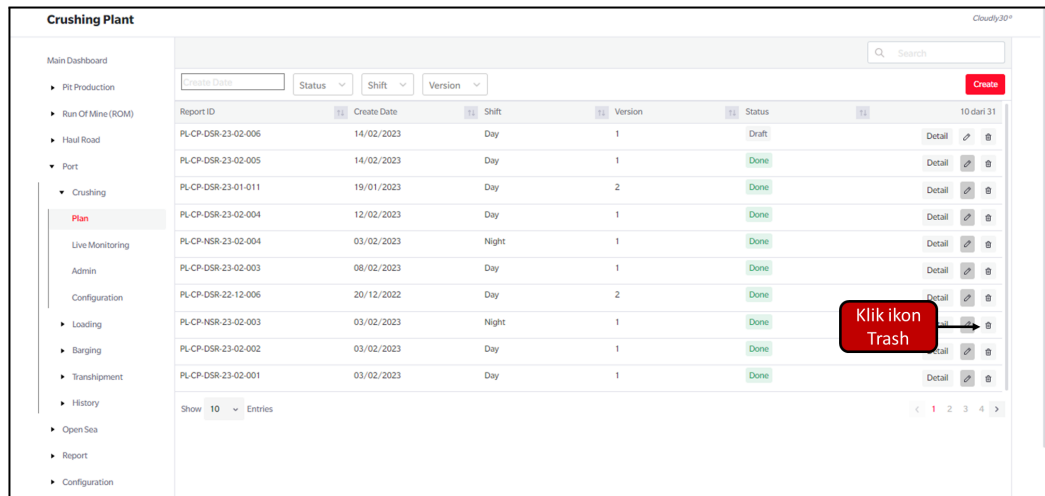 Crushing Plant
Cloudly30°
Search
Main Dashboard
Pit Production
Run Of Mine (ROM)
Haul Road
Port
Crushing
Plan
Live Monitoring
Admin
Configuration
Loading
Barging
Transhipment
History
Open Sea
Report
Configuration
Create Date Status Shift Version Create
Report ID Create Date Shift Version Status 10 dari 31
PL-CP-DSR-23-02-006 14/02/2023 Day 1 Draft Detail
PL-CP-DSR-23-02-005 14/02/2023 Day 1 Done Detail
PL-CP-DSR-23-01-011 19/01/2023 Day 2 Done Detail
PL-CP-DSR-23-02-004 12/02/2023 Day 1 Done Detail
PL-CP-NSR-23-02-004 03/02/2023 Night 1 Done Detail
PL-CP-DSR-23-02-003 08/02/2023 Day 1 Done Detail
PL-CP-DSR-22-12-006 20/12/2022 Day 2 Done Detail
PL-CP-NSR-23-02-003 03/02/2023 Night 1 Done
PL-CP-DSR-23-02-002 03/02/2023 Day 1 Done Detail
PL-CP-DSR-23-02-001 03/02/2023 Day 1 Done Detail
Klik ikon
Trash
Show 10 Entries
< 1 2 3 4 >